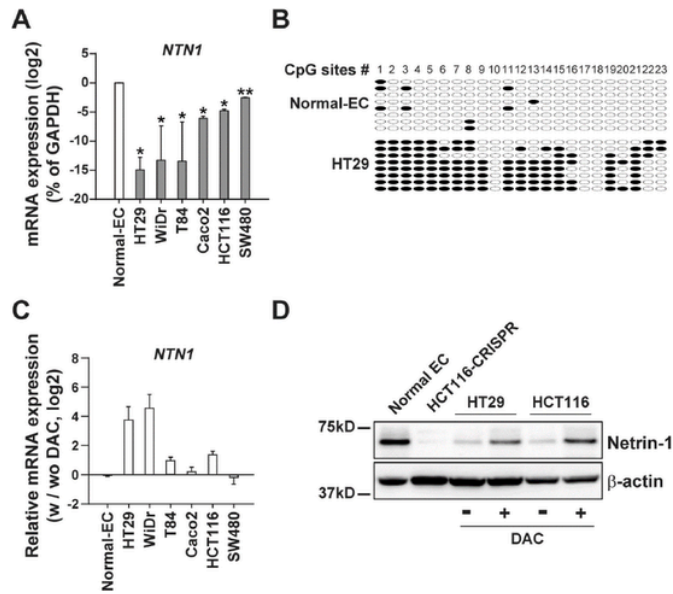 A
NTN1
mRNA expression (log2)
(% of GAPDH)
5
0
-5
-10
-15
-20
* * * * * **
Normal-EC
HT29
WiDr
T84
Caco2
HCT116
SW480
B
CpG sites #
1 2 3 4 5 6 7 8 9 10 11 12 13 14 15 16 17 18 19 20 21 22 23
Normal-EC
HT29
C
NTN1
Relative mRNA expression
(w / wo DAC, log2)
6
4
2
0
-2
Normal-EC
HT29
WiDr
T84
Caco2
HCT116
SW480
D
Normal EC
HCT116-CRISPR
HT29
HCT116
75kD
Netrin-1
β-actin
37kD
- + - +
DAC